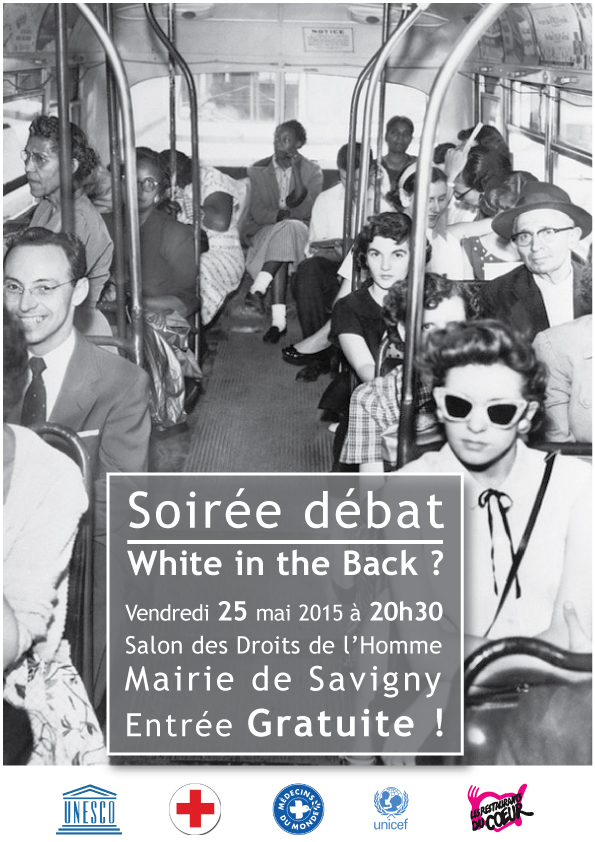 NOTICE
Soirée débat
White in the Back ?
Vendredi 25 mai 2015 à 20h30
Salon des Droits de l'Homme
Mairie de Savigny
Entrée Gratuite !
UNESCO
MÉDECINS DU MONDE
unicef
LES RESTAURANTS
DU COEUR